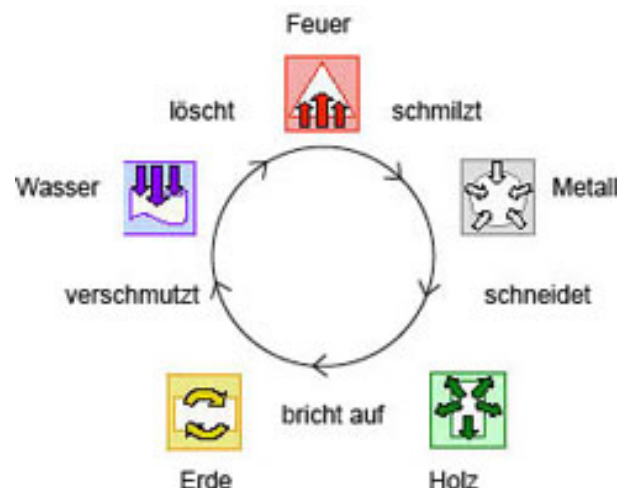 Feuer
löscht
schmilzt
Wasser
Metall
verschmutzt
schneidet
bricht auf
Erde
Holz